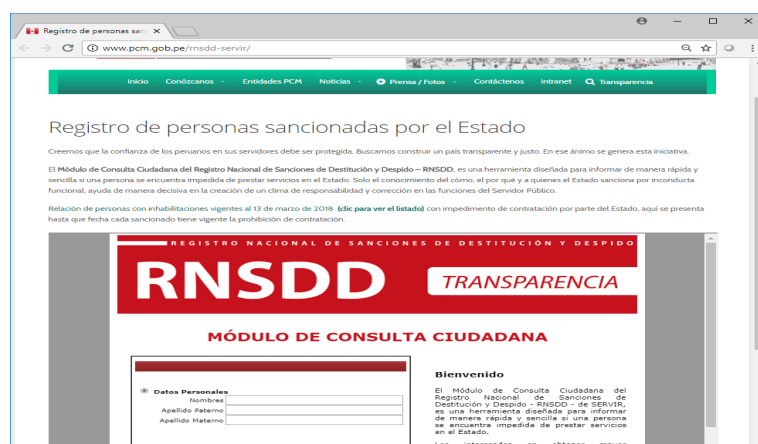 Registro de personas san
www.pcm.gob.pe/rnsdd-servir/
Inicio Conózcanos Entidades PCM Noticias Prensa / Fotos Contáctenos Intranet Transparencia
Registro de personas sancionadas por el Estado
Creemos que la confianza de los peruanos en sus servidores debe ser protegida. Buscamos construir un país transparente y justo. En ese ánimo se genera esta iniciativa.
El Módulo de Consulta Ciudadana del Registro Nacional de Sanciones de Destitución y Despido – RNSDD, es una herramienta diseñada para informar de manera rápida y
sencilla si una persona se encuentra impedida de prestar servicios en el Estado. Solo el conocimiento del cómo, el por qué y a quienes el Estado sanciona por inconducta
funcional, ayuda de manera decisiva en la creación de un clima de responsabilidad y corrección en las funciones del Servidor Público.
Relación de personas con inhabilitaciones vigentes al 13 de marzo de 2018 (clic para ver el listado) con impedimento de contratación por parte del Estado, aquí se presenta
hasta que fecha cada sancionado tiene vigente la prohibición de contratación.
REGISTRO NACIONAL DE SANCIONES DE DESTITUCIÓN Y DESPIDO
RNSDD TRANSPARENCIA
MÓDULO DE CONSULTA CIUDADANA
Datos Personales
Nombres
Apellido Paterno
Apellido Materno
Bienvenido
El Módulo de Consulta Ciudadana del
Registro Nacional de Sanciones de
Destitución y Despido - RNSDD - de SERVIR,
es una herramienta diseñada para informar
de manera rápida y sencilla si una persona
se encuentra impedida de prestar servicios
en el Estado.